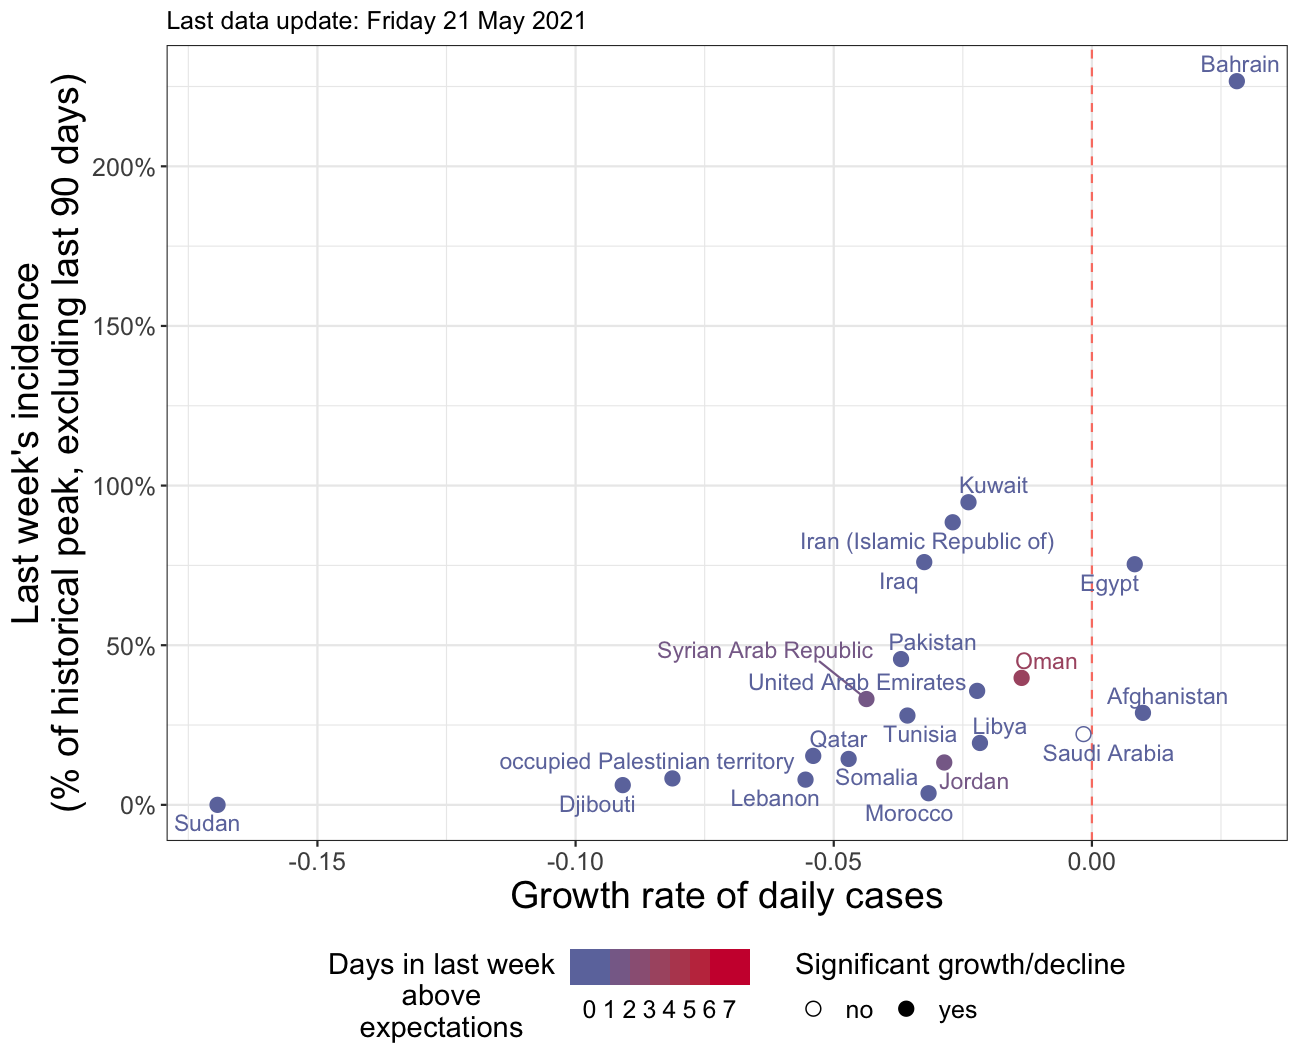 Last data update: Friday 21 May 2021
Last week's incidence
(% of historical peak, excluding last 90 days)
200%
150%
100%
50%
0%
Bahrain
Kuwait
Iran (Islamic Republic of)
Iraq
Egypt
Pakistan
Syrian Arab Republic
Oman
United Arab Emirates
Afghanistan
Libya
Tunisia
Qatar
Saudi Arabia
occupied Palestinian territory
Somalia
Jordan
Lebanon
Djibouti
Morocco
Sudan
-0.15
-0.10
-0.05
0.00
Growth rate of daily cases
Days in last week
above
expectations
0 1 2 3 4 5 6 7
Significant growth/decline
no
yes